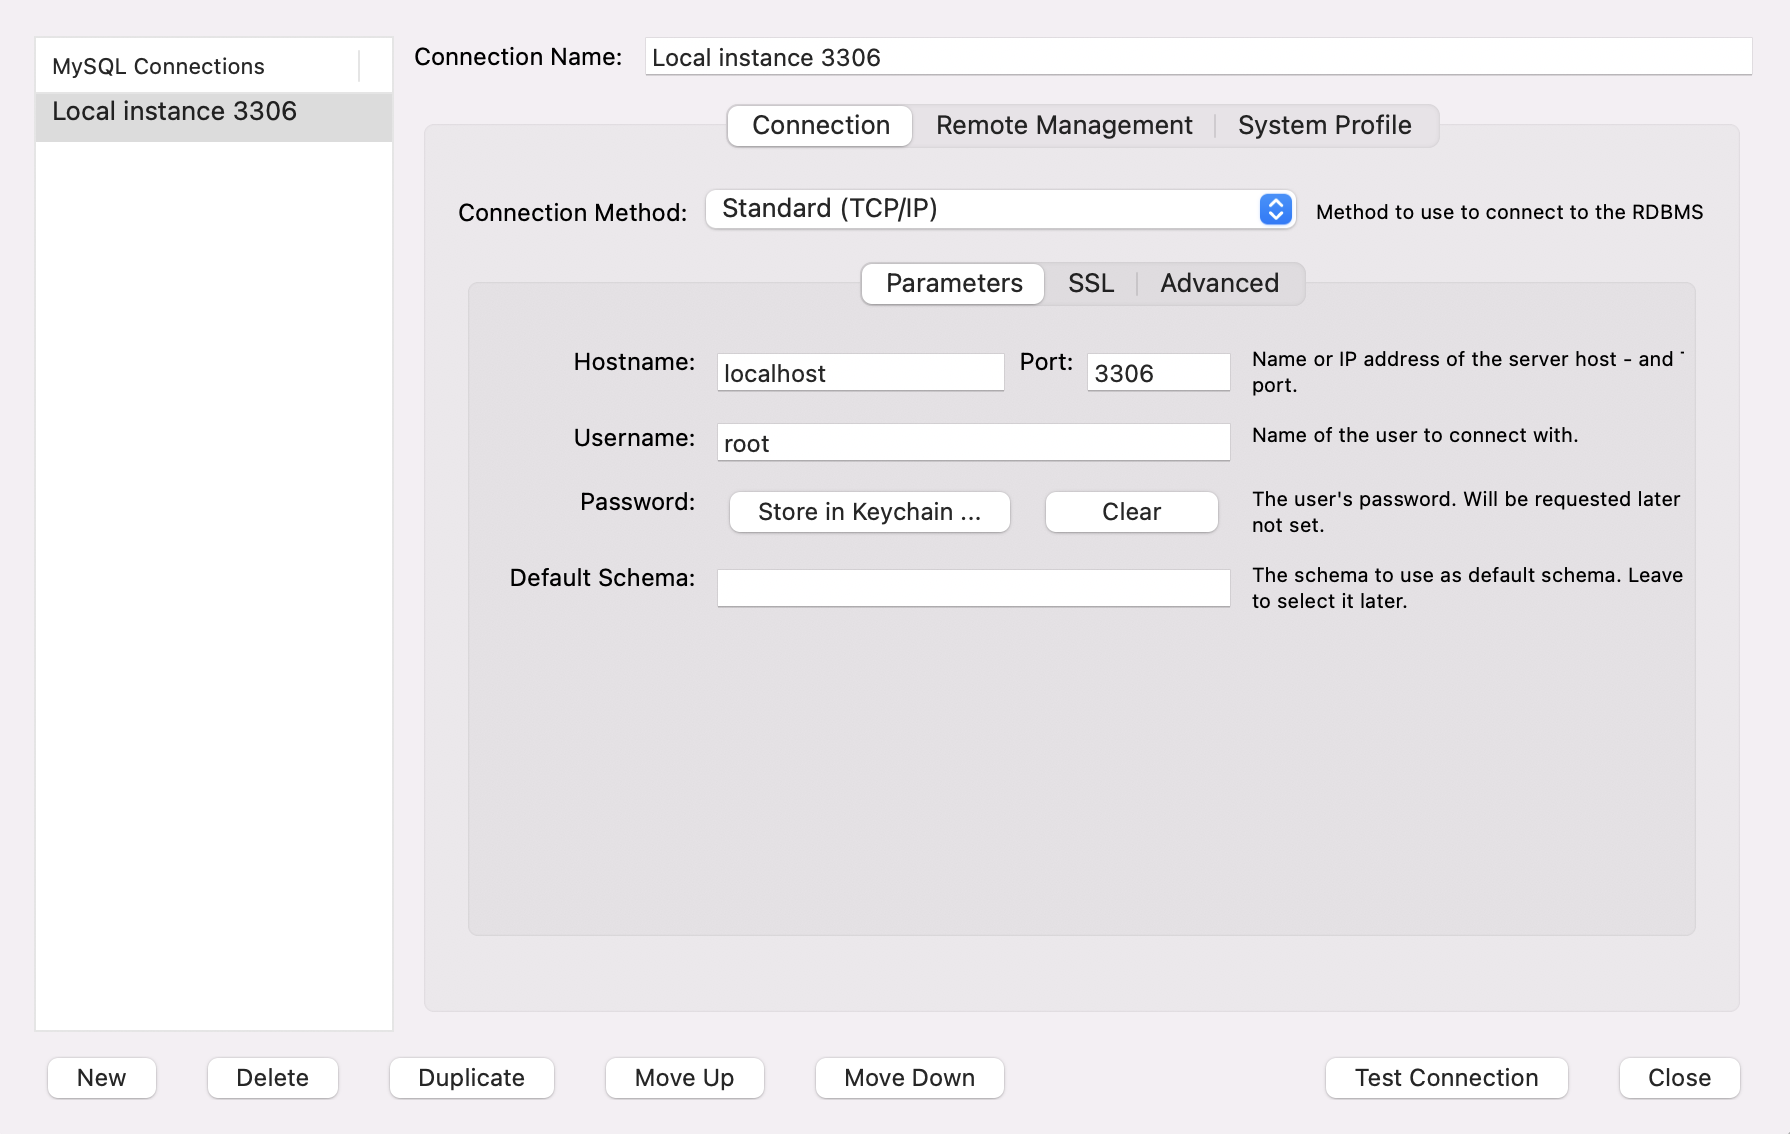 MySQL Connections
Local instance 3306
Connection Name: Local instance 3306
Connection Remote Management System Profile
Connection Method: Standard (TCP/IP) Method to use to connect to the RDBMS
Parameters SSL Advanced
Hostname: localhost Port: 3306 Name or IP address of the server host - and
port.
Username: root Name of the user to connect with.
Password: Store in Keychain ... Clear The user's password. Will be requested later
not set.
Default Schema: The schema to use as default schema. Leave
to select it later.
New Delete Duplicate Move Up Move Down Test Connection Close